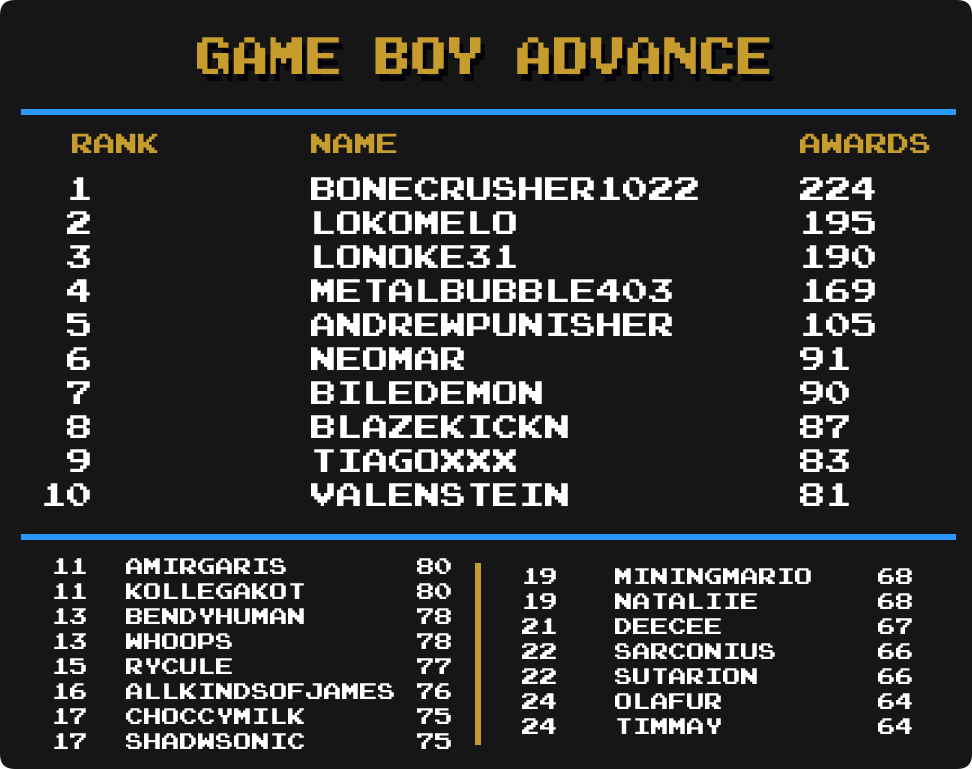 GAME BOY ADVANCE
RANK NAME AWARDS
1 BONECRUSHER1022 224
2 LOKOMELO 195
3 LONOKE31 190
4 METALBUBBLE403 169
5 ANDREWPUNISHER 105
6 NEOMAR 91
7 BILEDEMON 90
8 BLAZEKICKN 87
9 TIAGOXXX 83
10 VALENSTEIN 81
11 AMIRGARIS 80
11 KOLLEGAKOT 80
13 BENDYHUMAN 78
13 WHOOPS 78
15 RYCULE 77
16 ALLKINDSOFJAMES 76
17 CHOCCYMILK 75
17 SHADWSONIC 75
19 MININGMARIO 68
19 NATALIIE 68
21 DEECEE 67
22 SARCONIUS 66
22 SUTARION 66
24 OLAFUR 64
24 TIMMAY 64